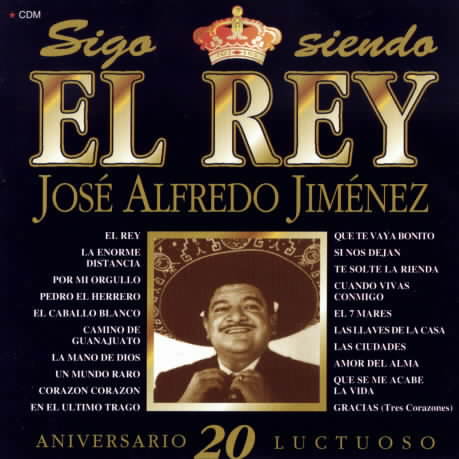 ★ CDM
Sigo siendo
EL REY
JOSÉ ALFREDO JIMÉNEZ
EL REY
LA ENORME
DISTANCIA
POR MI ORGULLO
PEDRO EL HERRERO
EL CABALLO BLANCO
CAMINO DE
GUANAJUATO
LA MANO DE DIOS
UN MUNDO RARO
CORAZON CORAZON
EN EL ULTIMO TRAGO
QUE TE VAYA BONITO
SI NOS DEJAN
TE SOLTE LA RIENDA
CUANDO VIVAS
CONMIGO
EL 7 MARES
LAS LLAVES DE LA CASA
LAS CIUDADES
AMOR DEL ALMA
QUE SE ME ACABE
LA VIDA
GRACIAS (Tres Corazones)
ANIVERSARIO 20 LUCTUOSO